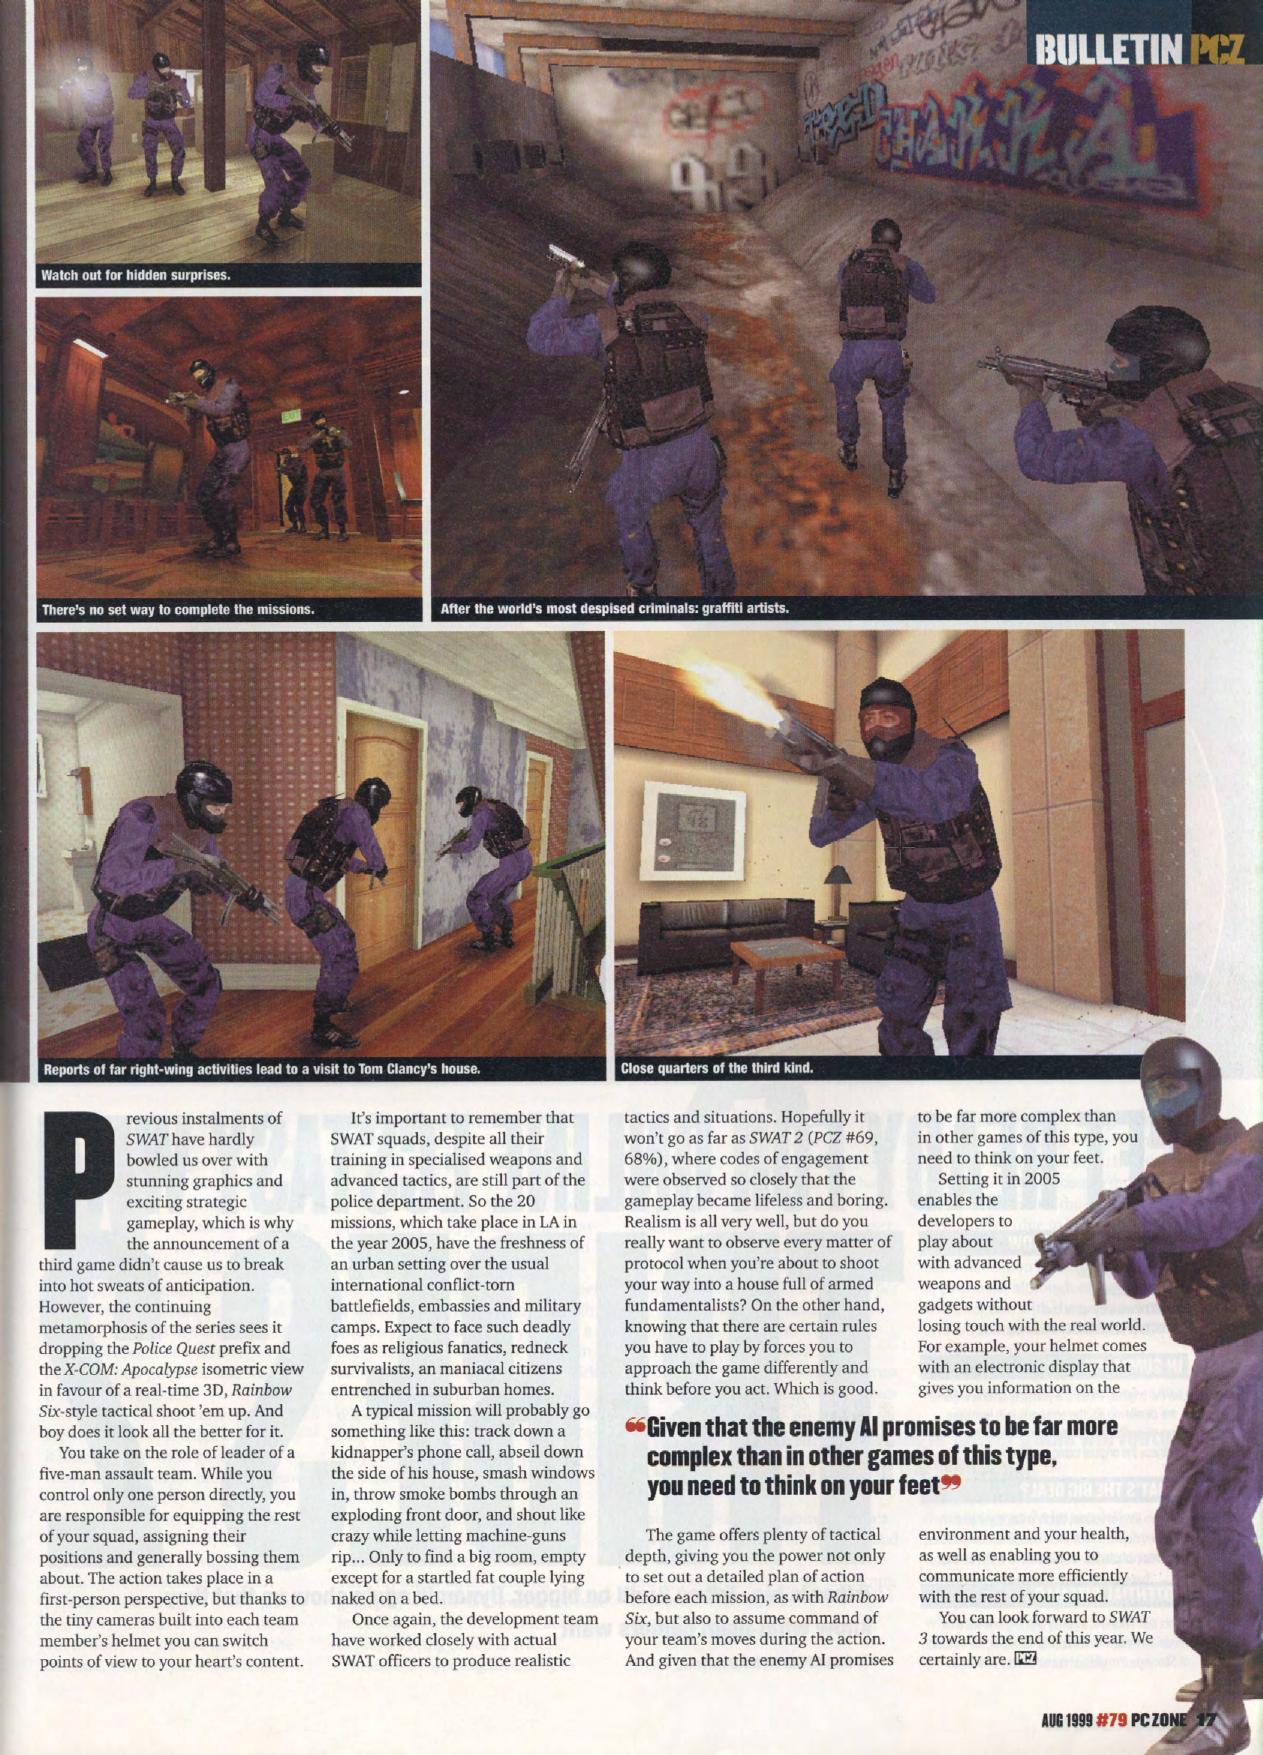 BULLETIN PCZ
CHAKKA
Watch out for hidden surprises.
There's no set way to complete the missions.
After the world's most despised criminals: graffiti artists.
Reports of far right-wing activities lead to a visit to Tom Clancy's house.
Close quarters of the third kind.
Previous instalments of
SWAT have hardly
bowled us over with
stunning graphics and
exciting strategic
gameplay, which is why
the announcement of a
third game didn't cause us to break
into hot sweats of anticipation.
However, the continuing
metamorphosis of the series sees it
dropping the Police Quest prefix and
the X-COM: Apocalypse isometric view
in favour of a real-time 3D, Rainbow
Six-style tactical shoot 'em up. And
boy does it look all the better for it.
You take on the role of leader of a
five-man assault team. While you
control only one person directly, you
are responsible for equipping the rest
of your squad, assigning their
positions and generally bossing them
about. The action takes place in a
first-person perspective, but thanks to
the tiny cameras built into each team
member's helmet you can switch
points of view to your heart's content.
It's important to remember that
SWAT squads, despite all their
training in specialised weapons and
advanced tactics, are still part of the
police department. So the 20
missions, which take place in LA in
the year 2005, have the freshness of
an urban setting over the usual
international conflict-torn
battlefields, embassies and military
camps. Expect to face such deadly
foes as religious fanatics, redneck
survivalists, an maniacal citizens
entrenched in suburban homes.
A typical mission will probably go
something like this: track down a
kidnapper's phone call, abseil down
the side of his house, smash windows
in, throw smoke bombs through an
exploding front door, and shout like
crazy while letting machine-guns
rip... Only to find a big room, empty
except for a startled fat couple lying
naked on a bed.
Once again, the development team
have worked closely with actual
SWAT officers to produce realistic
tactics and situations. Hopefully it
won't go as far as SWAT 2 (PCZ #69,
68%), where codes of engagement
were observed so closely that the
gameplay became lifeless and boring.
Realism is all very well, but do you
really want to observe every matter of
protocol when you're about to shoot
your way into a house full of armed
fundamentalists? On the other hand,
knowing that there are certain rules
you have to play by forces you to
approach the game differently and
think before you act. Which is good.
The game offers plenty of tactical
depth, giving you the power not only
to set out a detailed plan of action
before each mission, as with Rainbow
Six, but also to assume command of
your team's moves during the action.
And given that the enemy AI promises
to be far more complex than
in other games of this type, you
need to think on your feet.
Setting it in 2005
enables the
developers to
play about
with advanced
weapons and
gadgets without
losing touch with the real world.
For example, your helmet comes
with an electronic display that
gives you information on the
environment and your health,
as well as enabling you to
communicate more efficiently
with the rest of your squad.
You can look forward to SWAT
3 towards the end of this year. We
certainly are. PCZ
“Given that the enemy AI promises to be far more
complex than in other games of this type,
you need to think on your feet”
AUG 1999 #79 PC ZONE 17